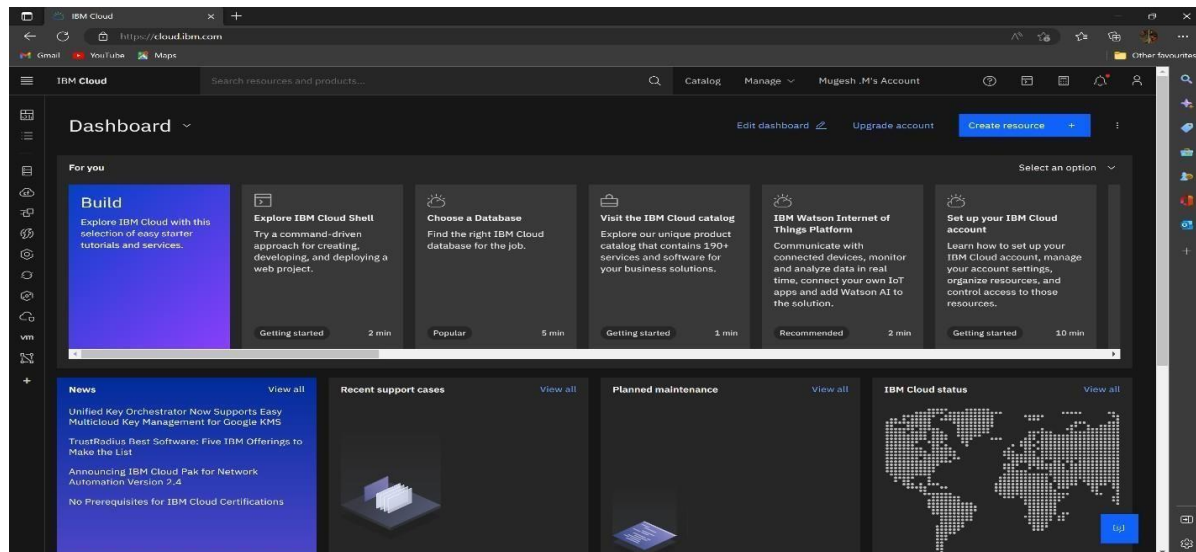 IBM Cloud
https://cloud.ibm.com
Gmail YouTube Maps Other favourites
IBM Cloud Search resources and products... Catalog Manage Mugesh .M's Account
Dashboard Edit dashboard Upgrade account Create resource +
For you Select an option
Build
Explore IBM Cloud with this
selection of easy starter
tutorials and services.
Explore IBM Cloud Shell
Try a command-driven
approach for creating,
developing, and deploying a
web project.
Getting started 2 min
Choose a Database
Find the right IBM Cloud
database for the job.
Popular 5 min
Visit the IBM Cloud catalog
Explore our unique product
catalog that contains 190+
services and software for
your business solutions.
Getting started 1 min
IBM Watson Internet of
Things Platform
Communicate with
connected devices, monitor
and analyze data in real
time, connect your own IoT
apps and add Watson AI to
the solution.
Recommended 2 min
Set up your IBM Cloud
account
Learn how to set up your
IBM Cloud account, manage
your account settings,
organize resources, and
control access to those
resources.
Getting started 10 min
vm
News View all
Unified Key Orchestrator Now Supports Easy
Multicloud Key Management for Google KMS
TrustRadius Best Software: Five IBM Offerings to
Make the List
Announcing IBM Cloud Pak for Network
Automation Version 2.4
No Prerequisites for IBM Cloud Certifications
Recent support cases View all
Planned maintenance View all
IBM Cloud status View all